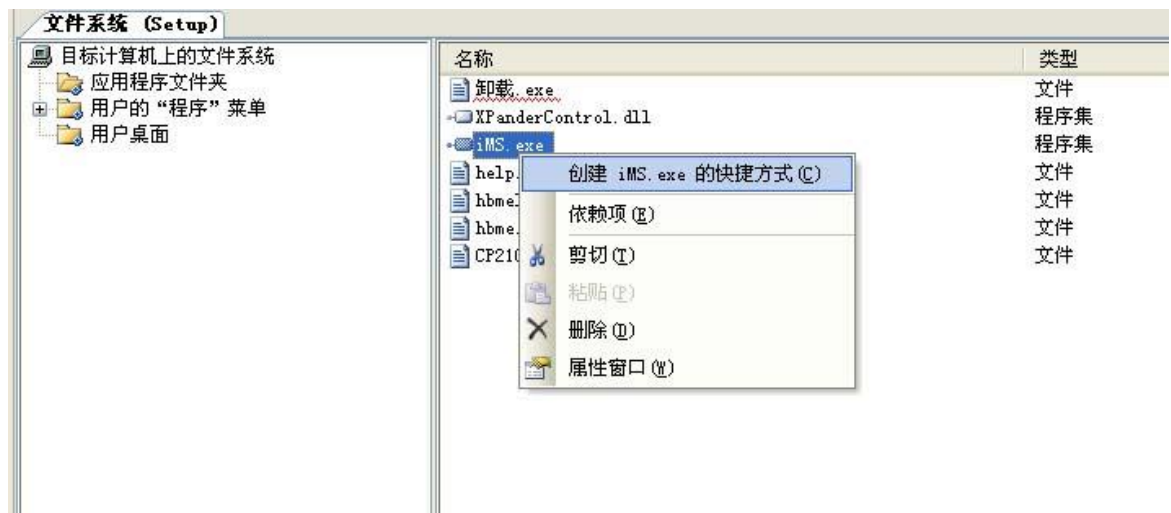 文件系统 (Setup)
目标计算机上的文件系统
应用程序文件夹
用户的“程序”菜单
用户桌面
名称 类型
卸载.exe 文件
XPanderControl.dll 程序集
iMS.exe 程序集
help. 文件
hbme 文件
hbme. 文件
CP210 文件
创建 iMS.exe 的快捷方式(C)
依赖项(E)
剪切(T)
粘贴(P)
删除(D)
属性窗口(W)